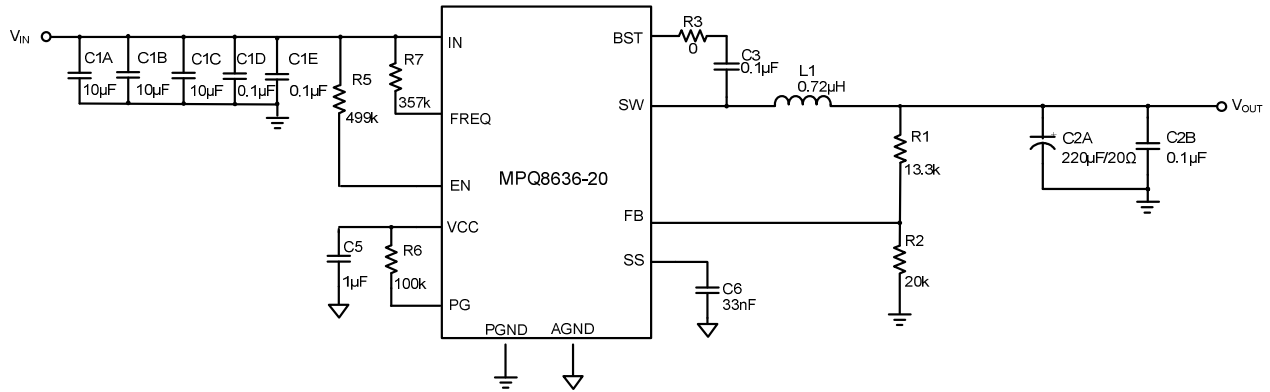 VIN
C1A
10µF
C1B
10µF
C1C
10µF
C1D
0.1µF
C1E
0.1µF
R5
499k
R7
357k
IN
FREQ
EN
VCC
PG
C5
1µF
R6
100k
MPQ8636-20
PGND
AGND
BST
SW
FB
SS
R3
0
C3
0.1µF
L1
0.72µH
R1
13.3k
R2
20k
C6
33nF
+
C2A
220µF/20Ω
C2B
0.1µF
VOUT